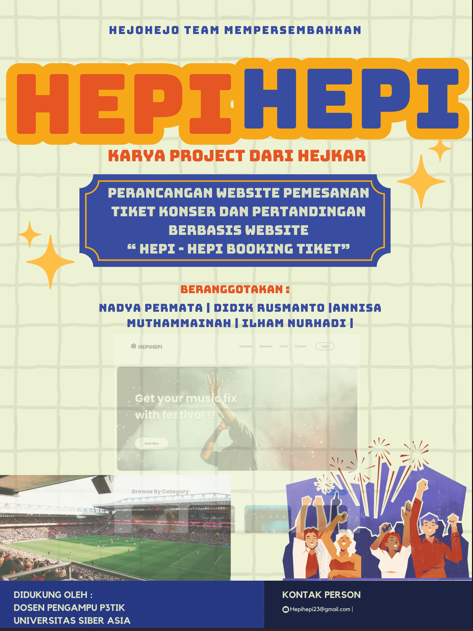 HEJOHEJO TEAM MEMPERSEMBAHKAN
HEPI HEPI
KARYA PROJECT DARI HEJKAR
PERANCANGAN WEBSITE PEMESANAN
TIKET KONSER DAN PERTANDINGAN
BERBASIS WEBSITE
“ HEPI - HEPI BOOKING TIKET”
BERANGGOTAKAN :
NADYA PERMATA | DIDIK RUSMANTO |ANNISA
MUTHAMMAINAH | ILHAM NURHADI |
HEPIHEPI
Get your music fix
with festival !!
Browse By Category
DIDUKUNG OLEH :
DOSEN PENGAMPU P3TIK
UNIVERSITAS SIBER ASIA
KONTAK PERSON
Hepihepi23@gmail.com |